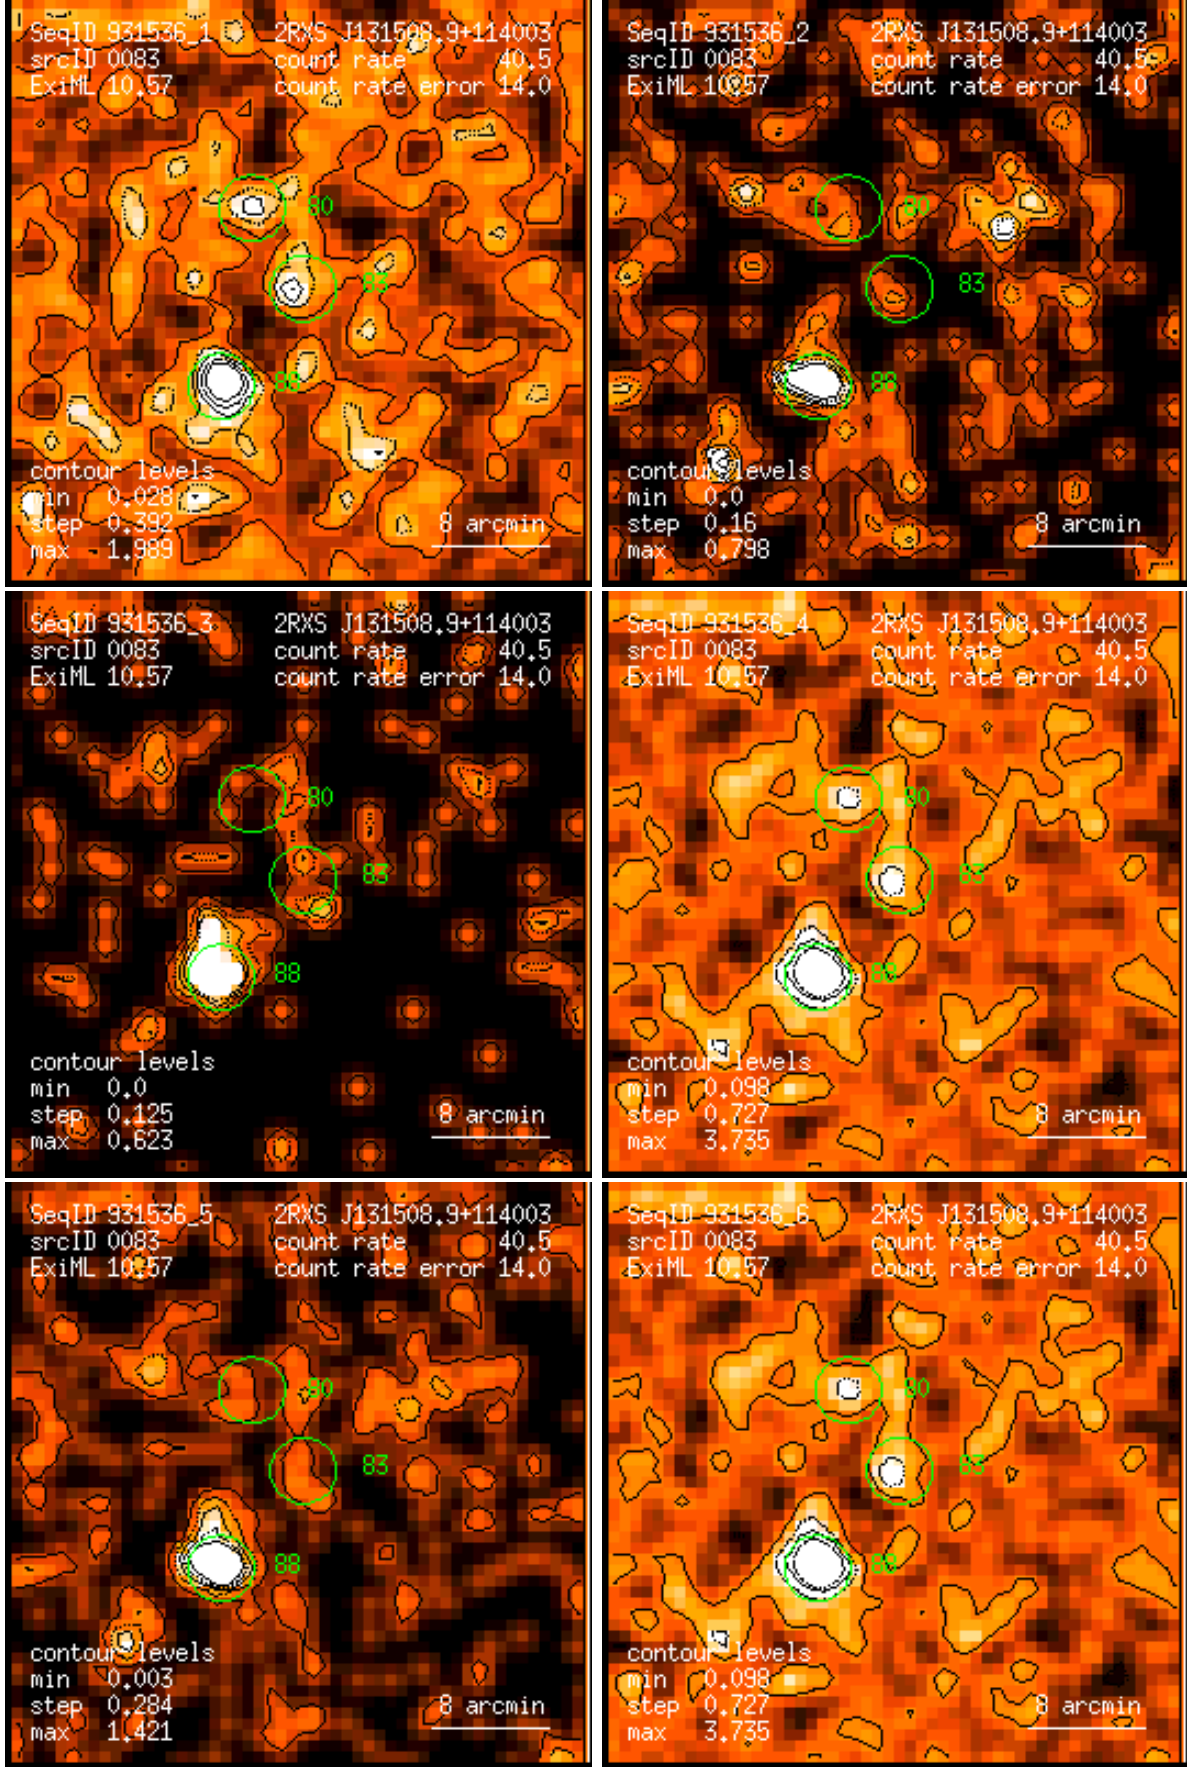 SeqID 931536_1 2RXS J131508.9+114003
srcID 0083 count rate 40.5
ExiML 10.57 count rate error 14.0
80
83
88
contour levels
min 0.028
step 0.392 8 arcmin
max 1.989
SeqID 931536_2 2RXS J131508.9+114003
srcID 0083 count rate 40.5
ExiML 10.57 count rate error 14.0
80
83
88
contour levels
min 0.0
step 0.16 8 arcmin
max 0.798
SeqID 931536_3 2RXS J131508.9+114003
srcID 0083 count rate 40.5
ExiML 10.57 count rate error 14.0
80
83
88
contour levels
min 0.0
step 0.125 8 arcmin
max 0.623
SeqID 931536_4 2RXS J131508.9+114003
srcID 0083 count rate 40.5
ExiML 10.57 count rate error 14.0
80
83
88
contour levels
min 0.098
step 0.727 8 arcmin
max 3.735
SeqID 931536_5 2RXS J131508.9+114003
srcID 0083 count rate 40.5
ExiML 10.57 count rate error 14.0
80
83
88
contour levels
min 0.003
step 0.284 8 arcmin
max 1.421
SeqID 931536_6 2RXS J131508.9+114003
srcID 0083 count rate 40.5
ExiML 10.57 count rate error 14.0
80
83
88
contour levels
min 0.098
step 0.727 8 arcmin
max 3.735